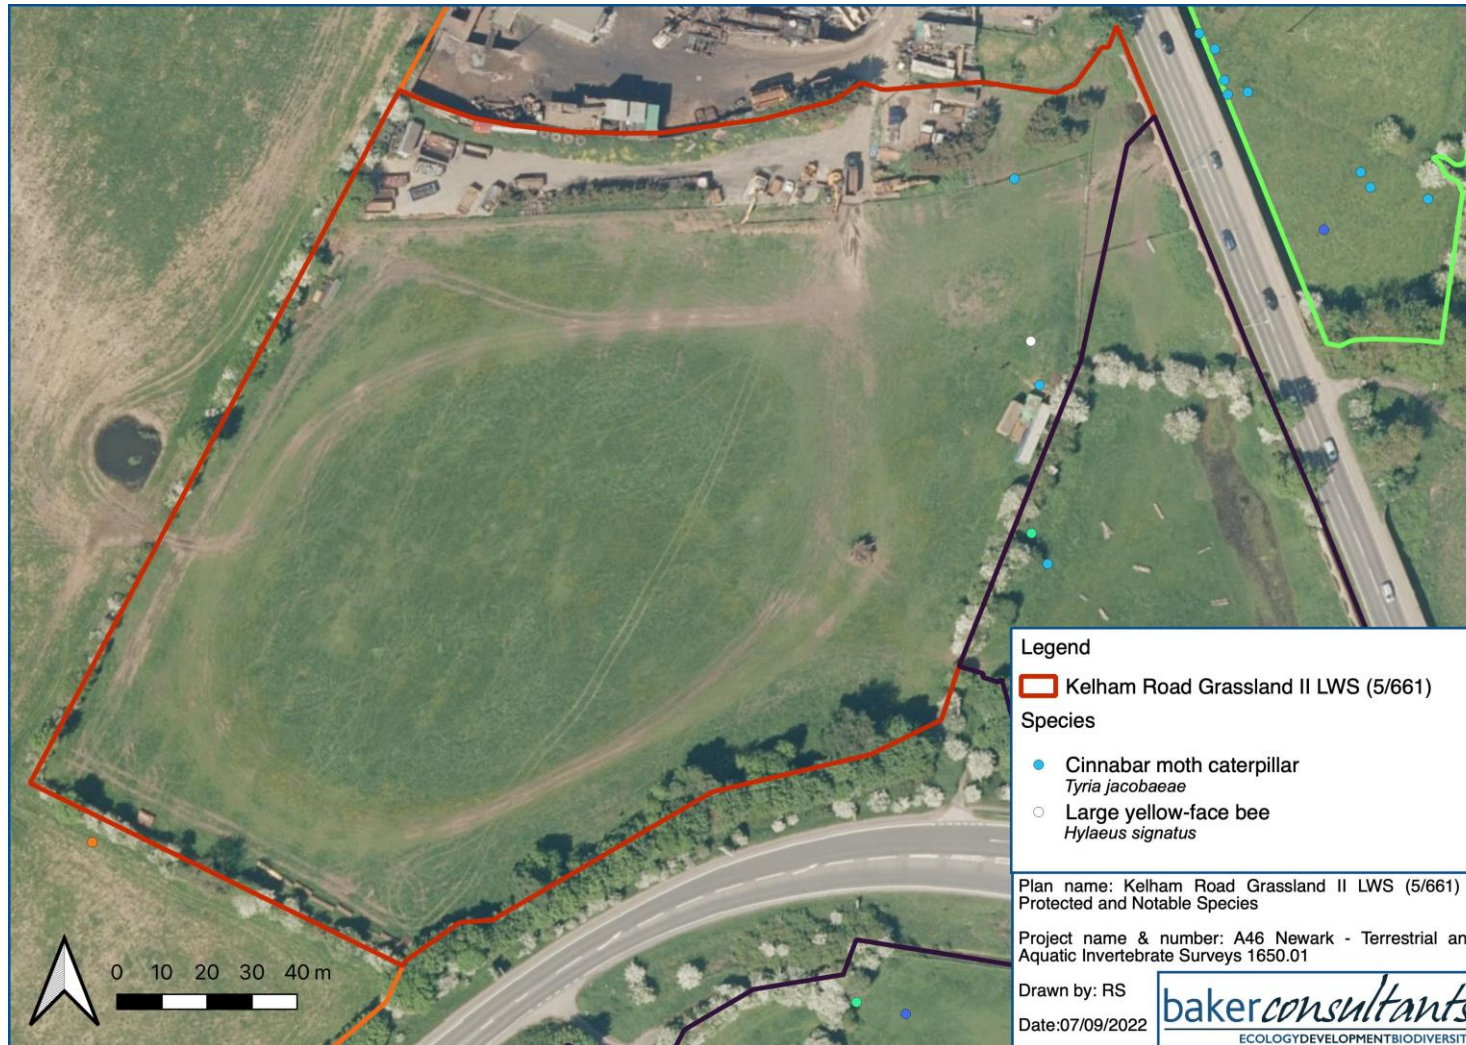 Legend
Kelham Road Grassland II LWS (5/661)
Species
Cinnabar moth caterpillar
Tyria jacobaeae
Large yellow-face bee
Hylaeus signatus
Plan name: Kelham Road Grassland II LWS (5/661)
Protected and Notable Species
Project name & number: A46 Newark - Terrestrial an
Aquatic Invertebrate Surveys 1650.01
Drawn by: RS
Date:07/09/2022
bakerconsultants
ECOLOGYDEVELOPMENTBIODIVERSIT
0 10 20 30 40 m